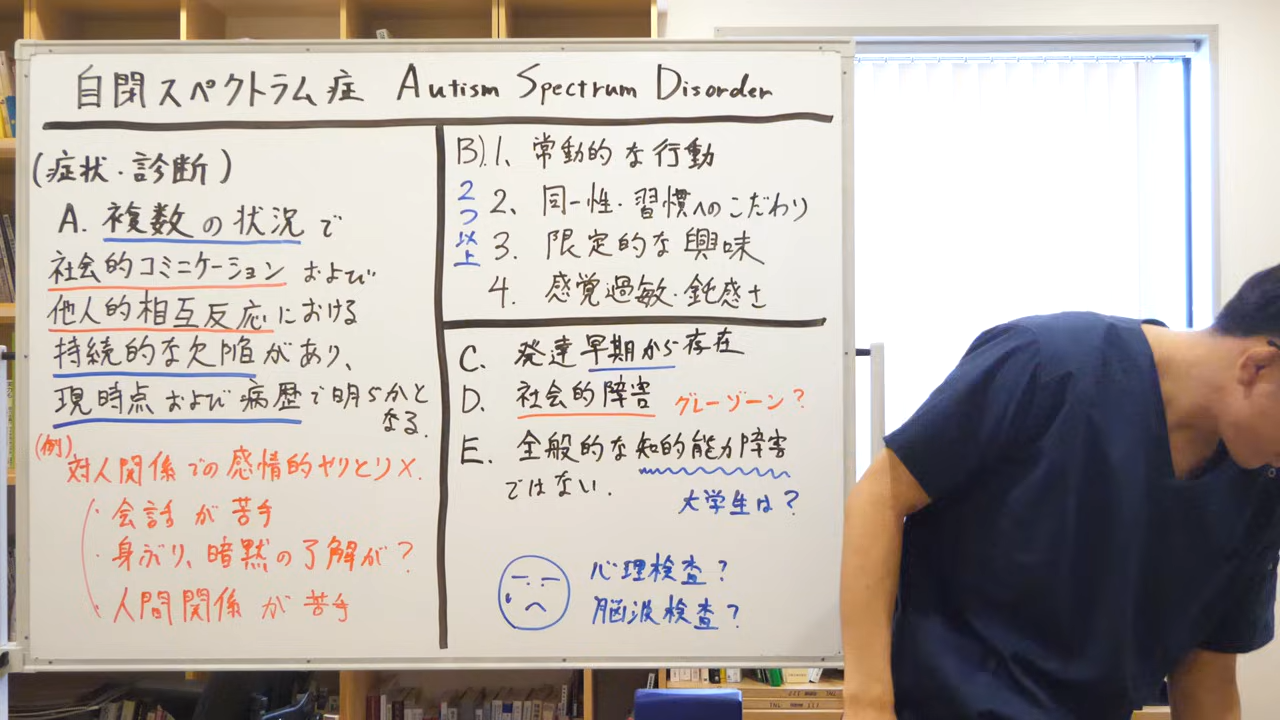 自閉スペクトラム症 Autism Spectrum Disorder
(症状・診断)
A. 複数の状況で
社会的コミニケーション および
他人的相互反応における
持続的な欠陥があり、
現時点および病歴で明らかと
なる.
(例)
対人関係での感情的ヤリとり×.
・会話が苦手
・身ぶり、暗黙の了解が?
・人間関係が苦手
B).1、常動的な行動
2つ以上
2、同一性・習慣へのこだわり
3. 限定的な興味
4. 感覚過敏・鈍感さ
C. 発達早期から存在
D. 社会的障害 グレーゾーン?
E. 全般的な知的能力障害
ではない.
大学生は?
心理検査?
脳波検査?